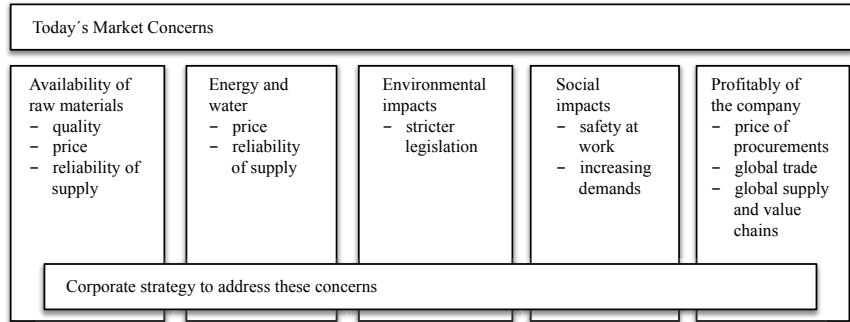 Today´s Market Concerns
Availability of
raw materials
– quality
– price
– reliability of
supply
Energy and
water
– price
– reliability
of supply
Environmental
impacts
– stricter
legislation
Social
impacts
– safety at
work
– increasing
demands
Profitably of
the company
– price of
procurements
– global trade
– global supply
and value
chains
Corporate strategy to address these concerns